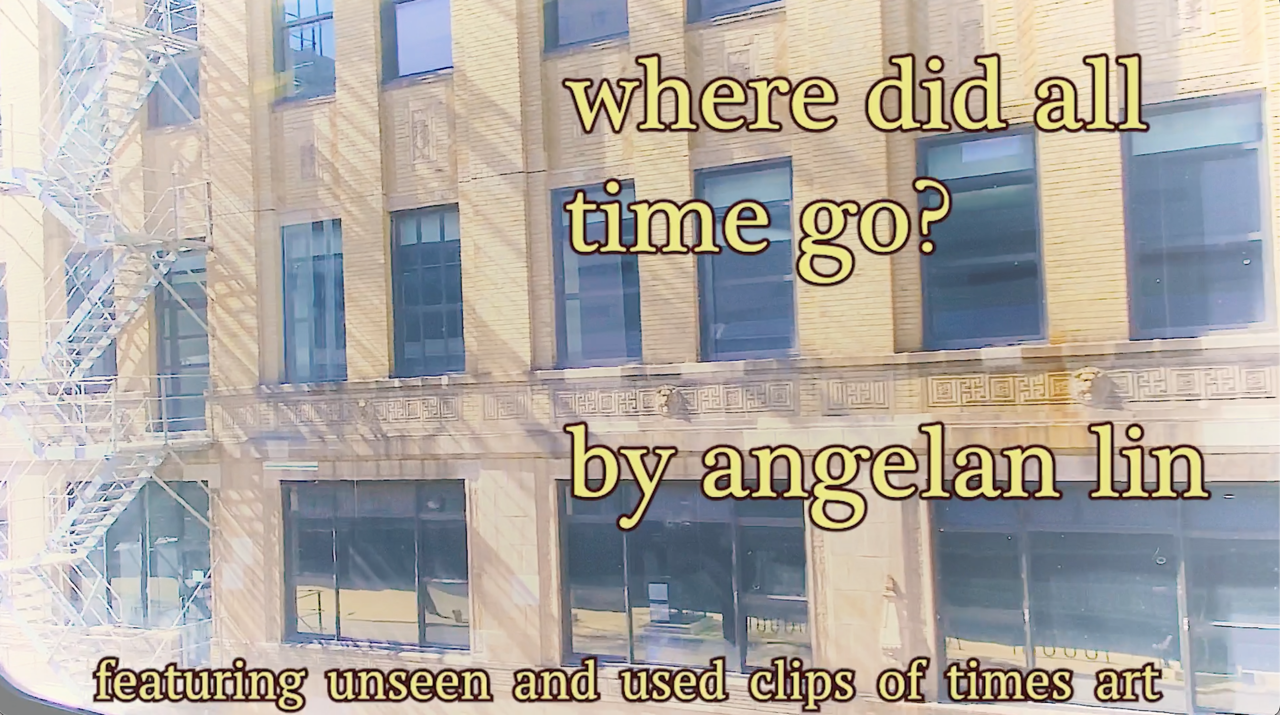 where did all
time go?
by angelan lin
featuring unseen and used clips of times art